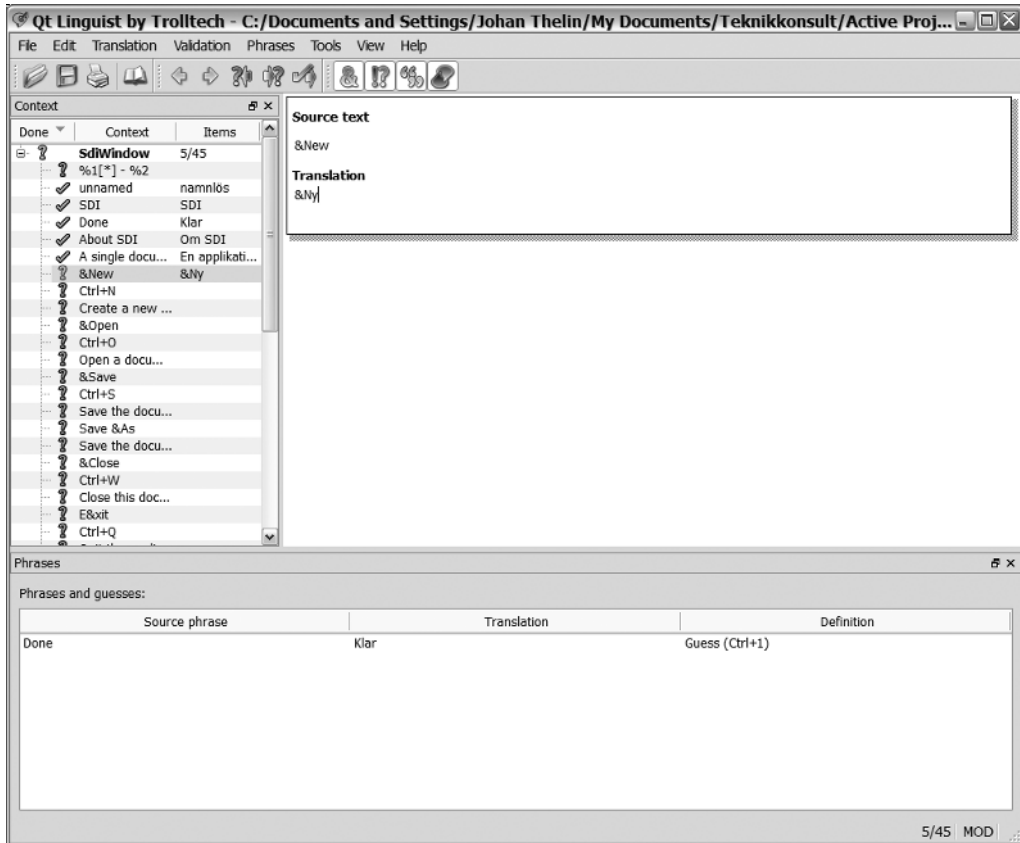 Qt Linguist by Trolltech - C:/Documents and Settings/Johan Thelin/My Documents/Teknikkonsult/Active Proj...
File Edit Translation Validation Phrases Tools View Help
Context
Done Context Items
SdiWindow 5/45
%1[*] - %2
unnamed namnlös
SDI SDI
Done Klar
About SDI Om SDI
A single docu... En applikati...
&New &Ny
Ctrl+N
Create a new ...
&Open
Ctrl+O
Open a docu...
&Save
Ctrl+S
Save the docu...
Save &As
Save the docu...
&Close
Ctrl+W
Close this doc...
E&xit
Ctrl+Q
Source text
&New
Translation
&Ny
Phrases
Phrases and guesses:
Source phrase Translation Definition
Done Klar Guess (Ctrl+1)
5/45 MOD